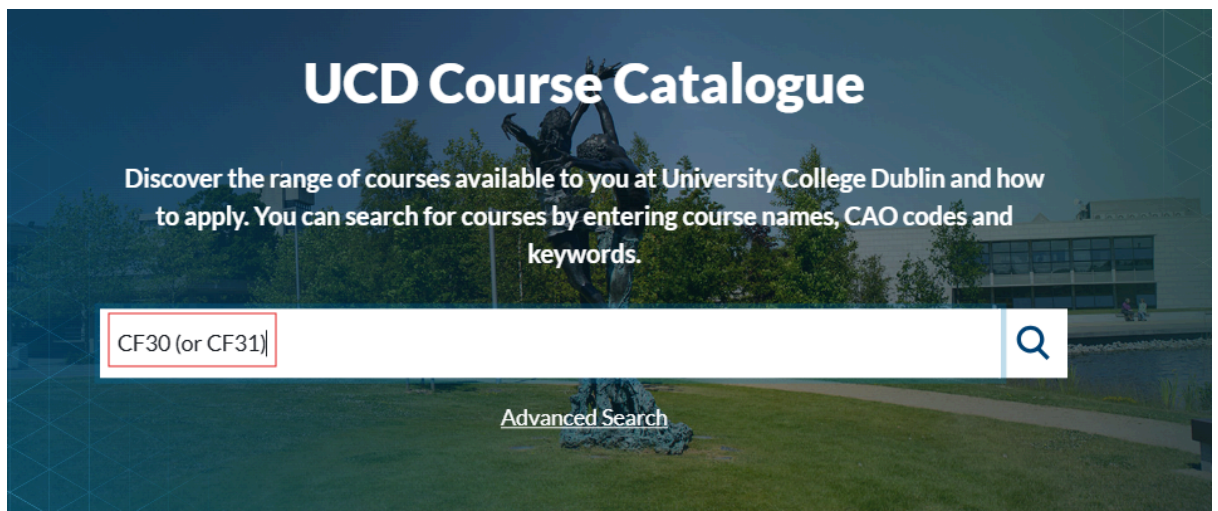 UCD Course Catalogue
Discover the range of courses available to you at University College Dublin and how
to apply. You can search for courses by entering course names, CAO codes and
keywords.
CF30 (or CF31)
Advanced Search